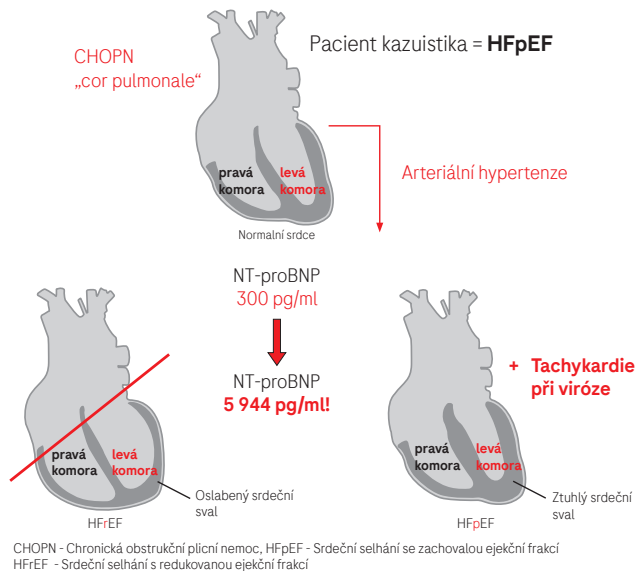 Pacient kazuistika = HFpEF
CHOPN
„cor pulmonale“
pravá
komora
levá
komora
Normalní srdce
Arteriální hypertenze
NT-proBNP
300 pg/ml
NT-proBNP
5 944 pg/ml!
+ Tachykardie
při viróze
pravá
komora
levá
komora
Oslabený srdeční
sval
HFrEF
pravá
komora
levá
komora
Ztuhlý srdeční
sval
HFpEF
CHOPN - Chronická obstrukční plicní nemoc, HFpEF - Srdeční selhání se zachovalou ejekční frakcí
HFrEF - Srdeční selhání s redukovanou ejekční frakcí